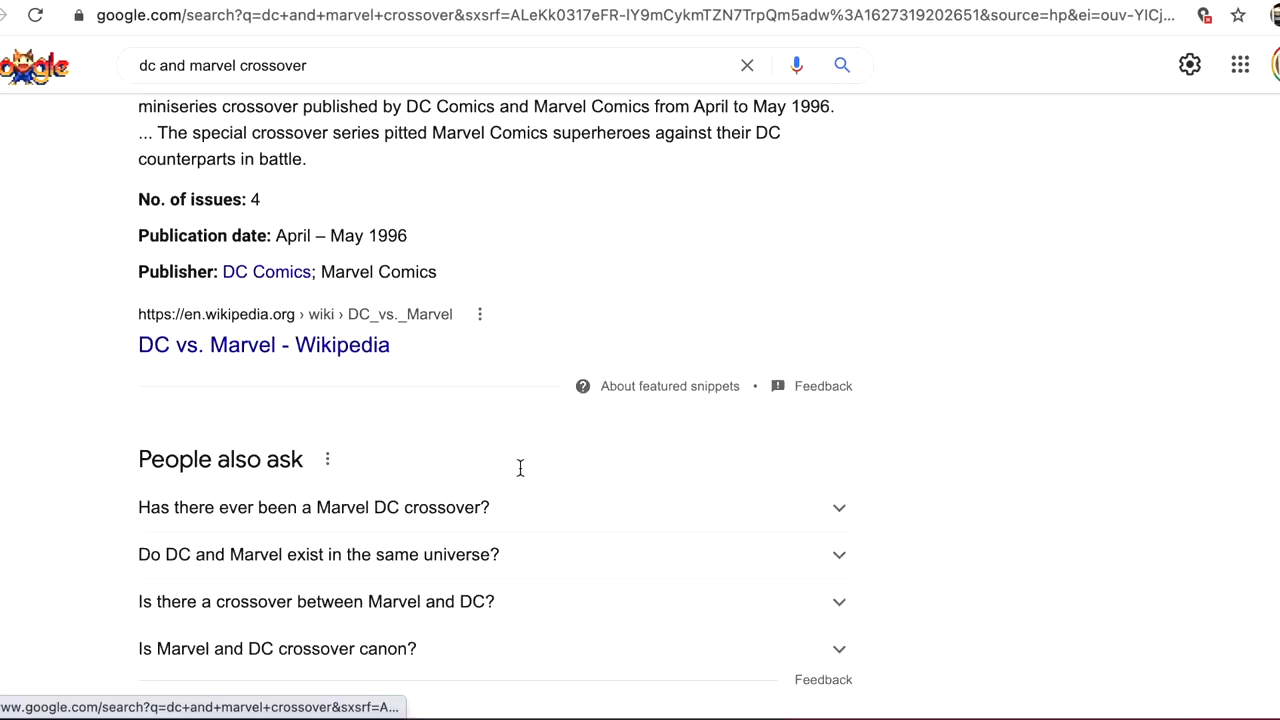 google.com/search?q=dc+and+marvel+crossover&sxsrf=ALeKk0317eFR-lY9mCykmTZN7TrpQm5adw%3A1627319202651&source=hp&ei=ouv-YICj...
dc and marvel crossover
miniseries crossover published by DC Comics and Marvel Comics from April to May 1996.
... The special crossover series pitted Marvel Comics superheroes against their DC
counterparts in battle.
No. of issues: 4
Publication date: April – May 1996
Publisher: DC Comics; Marvel Comics
https://en.wikipedia.org › wiki › DC_vs._Marvel
DC vs. Marvel - Wikipedia
About featured snippets • Feedback
People also ask
Has there ever been a Marvel DC crossover?
Do DC and Marvel exist in the same universe?
Is there a crossover between Marvel and DC?
Is Marvel and DC crossover canon?
Feedback
ww.google.com/search?q=dc+and+marvel+crossover&sxsrf=A...